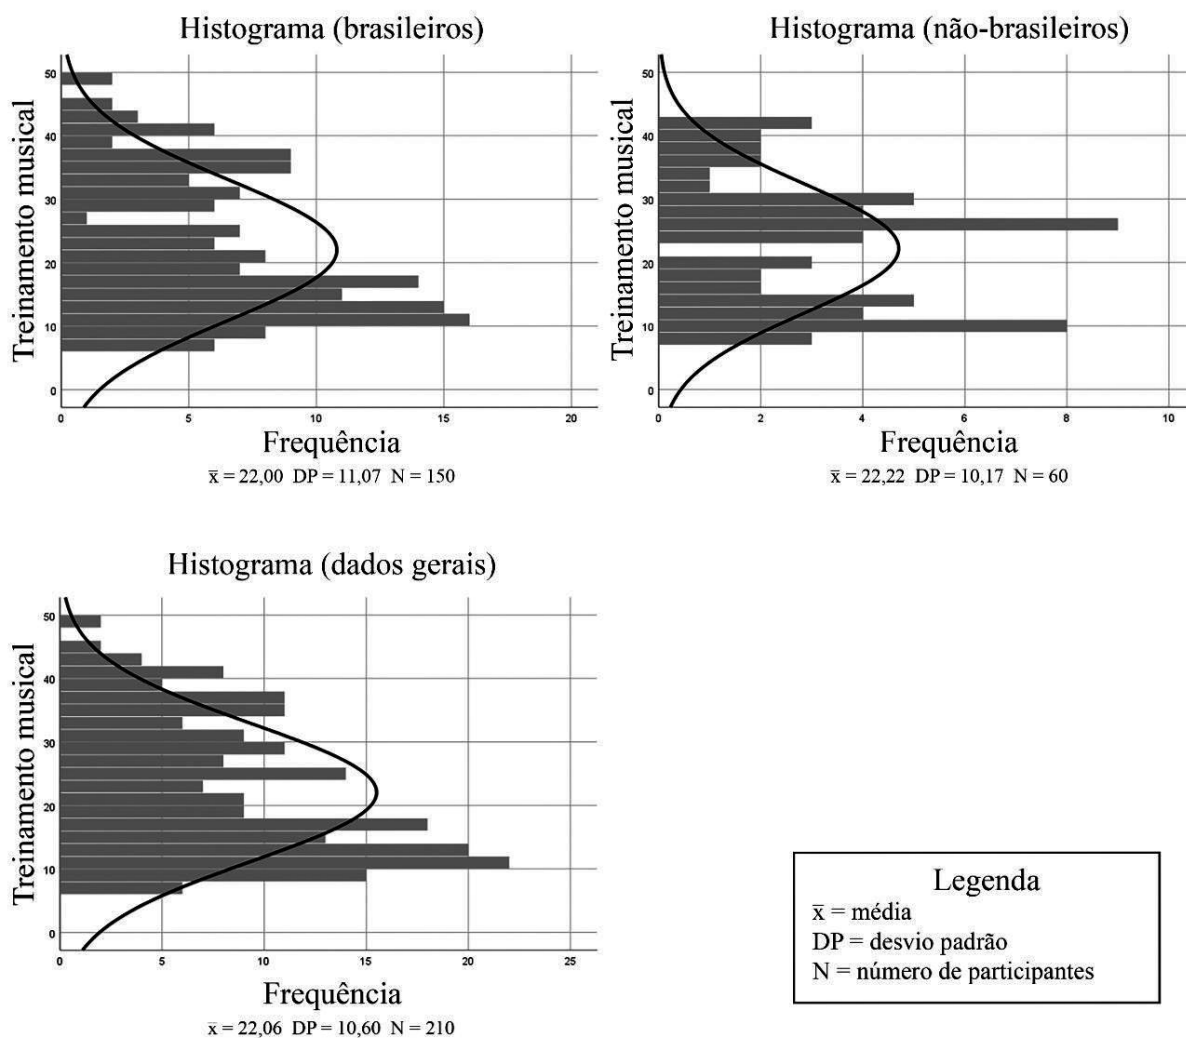 Histograma (brasileiros)
Treinamento musical
50
40
30
20
10
0
0 5 10 15 20
Frequência
x̄ = 22,00 DP = 11,07 N = 150
Histograma (não-brasileiros)
Treinamento musical
50
40
30
20
10
0
0 2 4 6 8 10
Frequência
x̄ = 22,22 DP = 10,17 N = 60
Histograma (dados gerais)
Treinamento musical
50
40
30
20
10
0
0 5 10 15 20 25
Frequência
x̄ = 22,06 DP = 10,60 N = 210
Legenda
x̄ = média
DP = desvio padrão
N = número de participantes